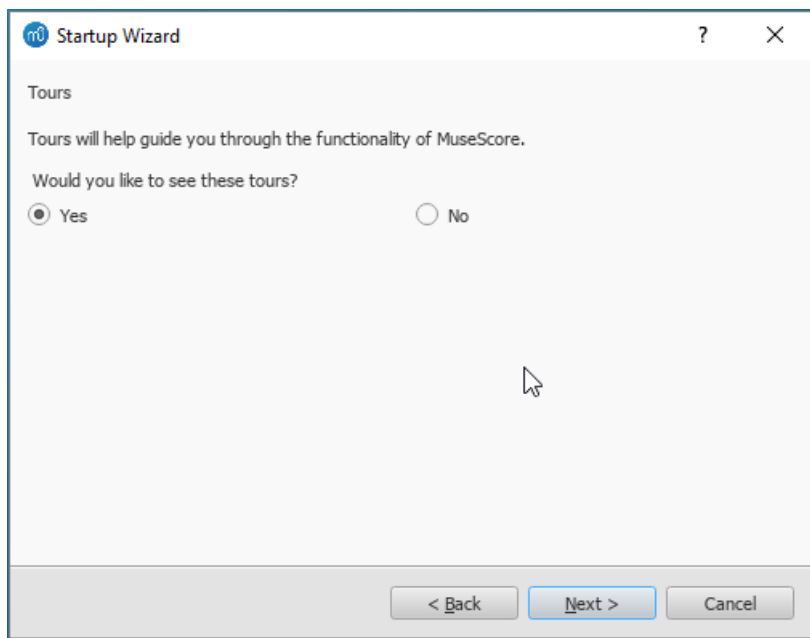 Startup Wizard
?
Tours
Tours will help guide you through the functionality of MuseScore.
Would you like to see these tours?
Yes No
< Back Next > Cancel